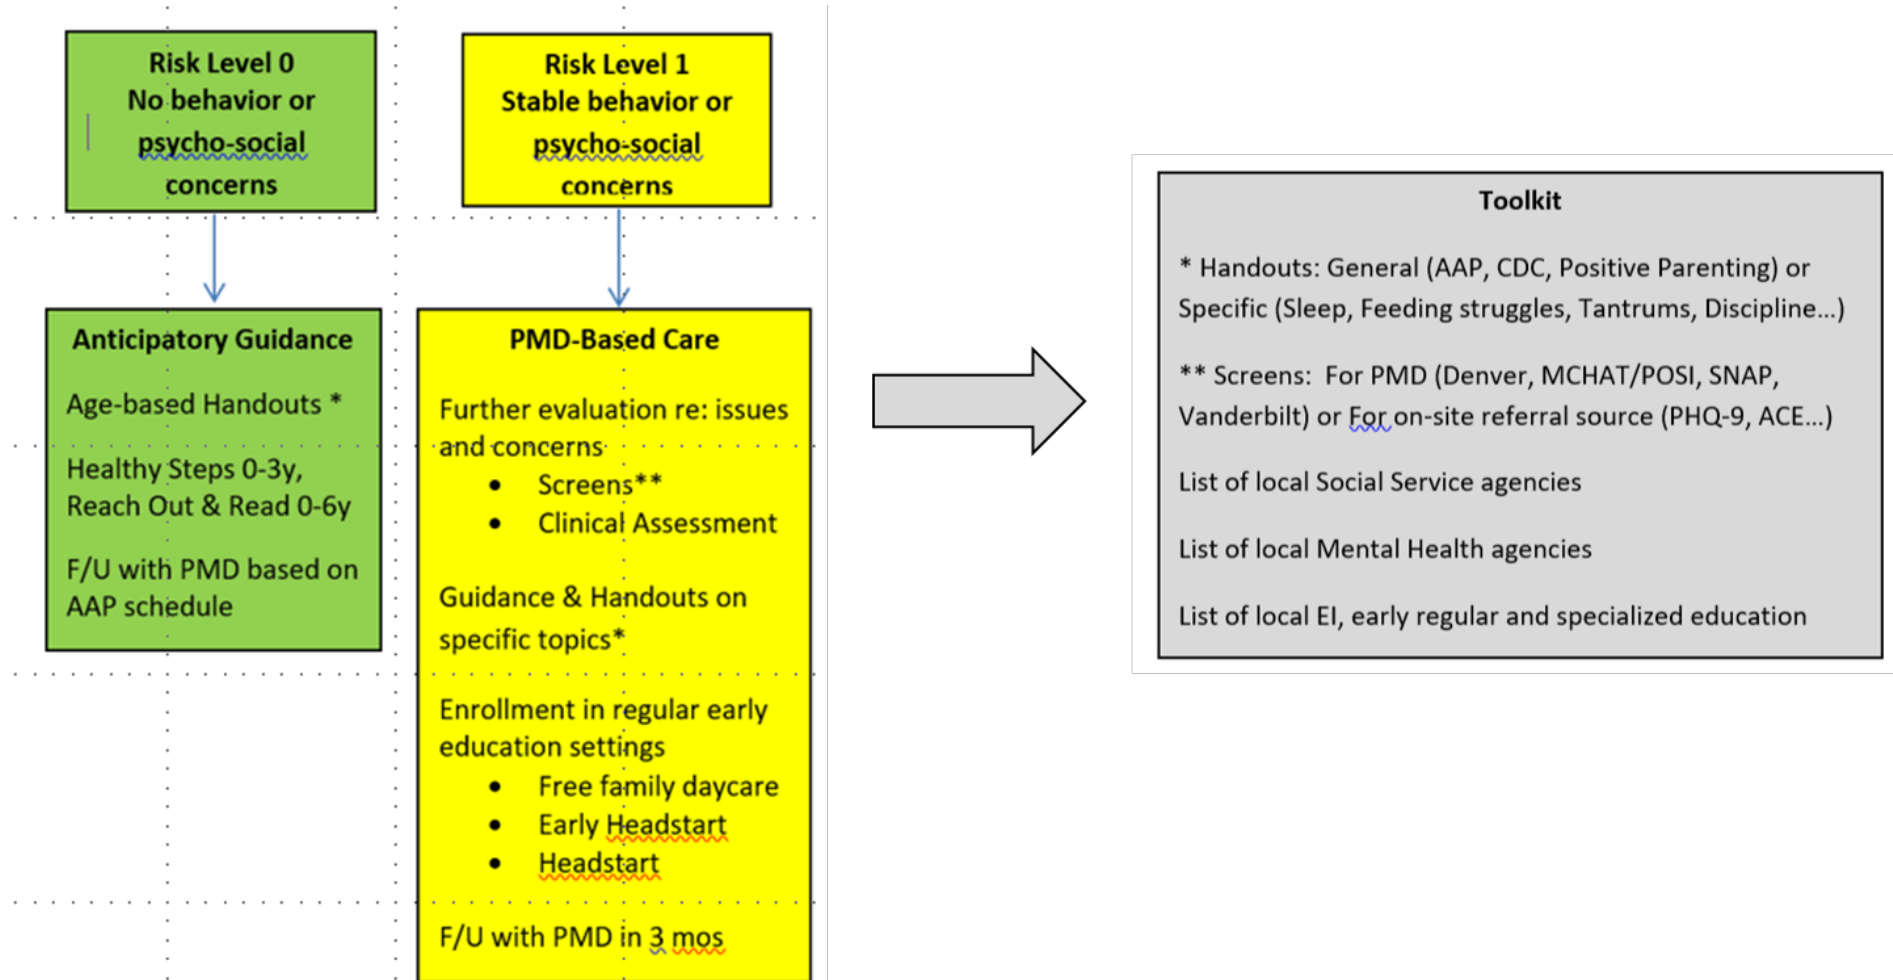 Risk Level 0
No behavior or
psycho-social
concerns
Risk Level 1
Stable behavior or
psycho-social
concerns
Anticipatory Guidance
Age-based Handouts *
Healthy Steps 0-3y,
Reach Out & Read 0-6y
F/U with PMD based on
AAP schedule
PMD-Based Care
Further evaluation re: issues
and concerns
• Screens**
• Clinical Assessment
Guidance & Handouts on
specific topics*
Enrollment in regular early
education settings
• Free family daycare
• Early Headstart
• Headstart
F/U with PMD in 3 mos
Toolkit
* Handouts: General (AAP, CDC, Positive Parenting) or
Specific (Sleep, Feeding struggles, Tantrums, Discipline...)
** Screens:  For PMD (Denver, MCHAT/POSI, SNAP,
Vanderbilt) or For on-site referral source (PHQ-9, ACE...)
List of local Social Service agencies
List of local Mental Health agencies
List of local EI, early regular and specialized education